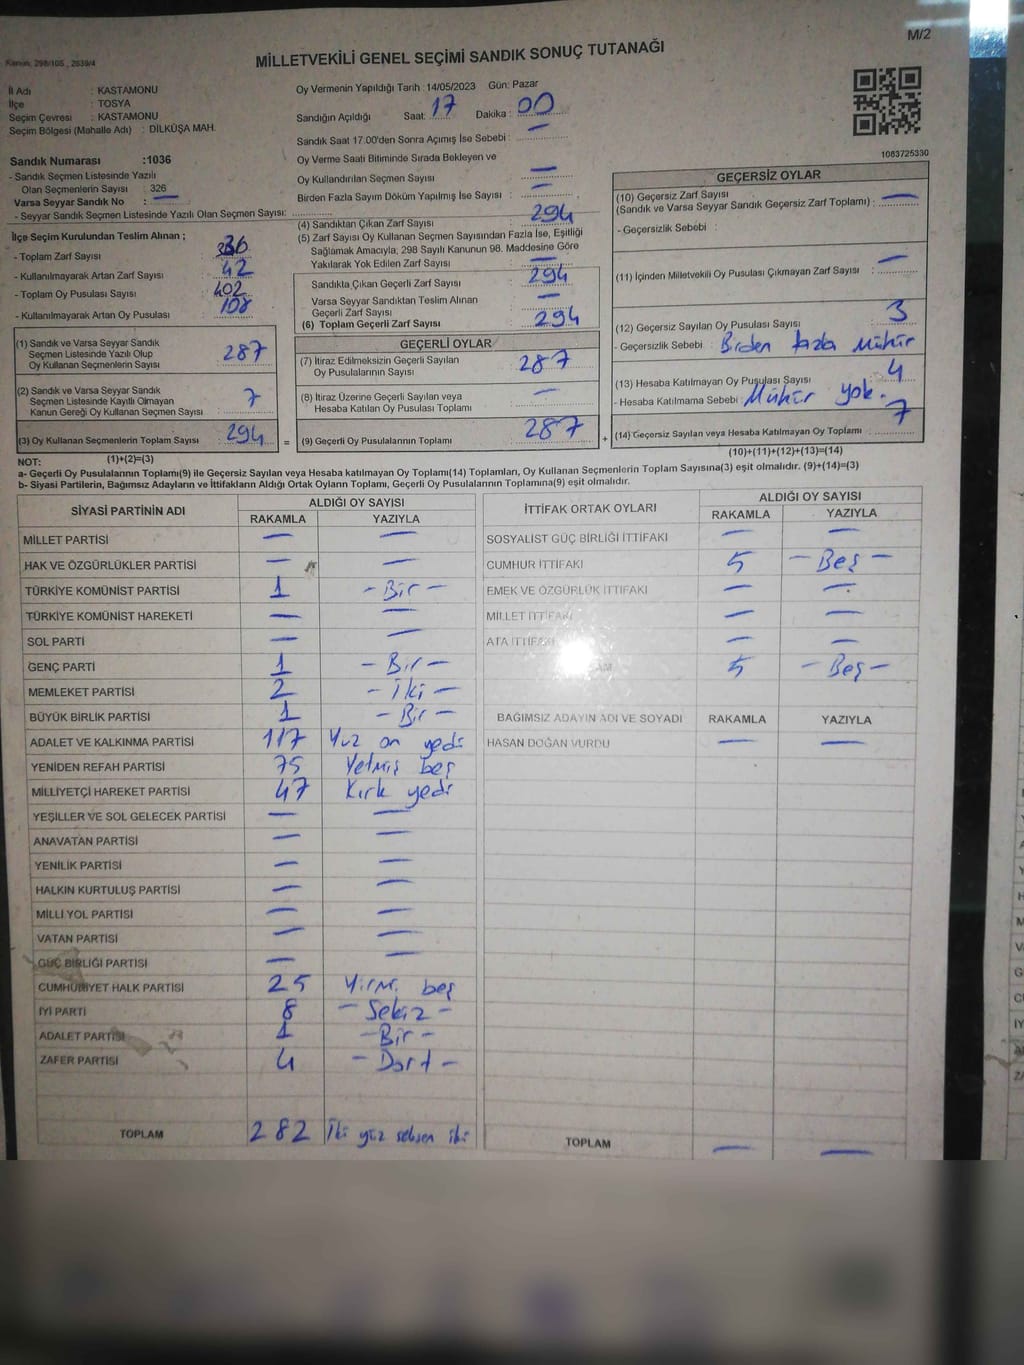 M/2
Kanun: 298/105 , 2839/4
MİLLETVEKİLİ GENEL SEÇİMİ SANDIK SONUÇ TUTANAĞI
İl Adı : KASTAMONU
İlçe : TOSYA
Seçim Çevresi : KASTAMONU
Seçim Bölgesi (Mahalle Adı) : DİLKÜŞA MAH.
Oy Vermenin Yapıldığı Tarih :14/05/2023 Gün: Pazar
Sandığın Açıldığı Saat: 17 Dakika : 00
Sandık Saat 17.00'den Sonra Açımış İse Sebebi : —
Oy Verme Saati Bitiminde Sırada Bekleyen ve
Oy Kullandırılan Seçmen Sayısı : —
Birden Fazla Sayım Döküm Yapılmış İse Sayısı : —
1083725330
Sandık Numarası :1036
- Sandık Seçmen Listesinde Yazılı
Olan Seçmenlerin Sayısı : 326
Varsa Seyyar Sandık No : —
- Seyyar Sandık Seçmen Listesinde Yazılı Olan Seçmen Sayısı:
İlçe Seçim Kurulundan Teslim Alınan ;
- Toplam Zarf Sayısı : 336
- Kullanılmayarak Artan Zarf Sayısı : 42
- Toplam Oy Pusulası Sayısı : 402
- Kullanılmayarak Artan Oy Pusulası : 108
(4) Sandıktan Çıkan Zarf Sayısı : 294
(5) Zarf Sayısı Oy Kullanan Seçmen Sayısından Fazla İse, Eşitliği
Sağlamak Amacıyla, 298 Sayılı Kanunun 98. Maddesine Göre
Yakılarak Yok Edilen Zarf Sayısı : —
Sandıkta Çıkan Geçerli Zarf Sayısı : 294
Varsa Seyyar Sandıktan Teslim Alınan
Geçerli Zarf Sayısı : —
(6) Toplam Geçerli Zarf Sayısı : 294
GEÇERSİZ OYLAR
(10) Geçersiz Zarf Sayısı
(Sandık ve Varsa Seyyar Sandık Geçersiz Zarf Toplamı) : —
- Geçersizlik Sebebi :
(11) İçinden Milletvekili Oy Pusulası Çıkmayan Zarf Sayısı : —
(12) Geçersiz Sayılan Oy Pusulası Sayısı : 3
- Geçersizlik Sebebi : Birden fazla mühür
(13) Hesaba Katılmayan Oy Pusulası Sayısı : 4
- Hesaba Katılmama Sebebi : Mühür yok.
(14) Geçersiz Sayılan veya Hesaba Katılmayan Oy Toplamı : 7
(10)+(11)+(12)+(13)=(14)
(1) Sandık ve Varsa Seyyar Sandık
Seçmen Listesinde Yazılı Olup
Oy Kullanan Seçmenlerin Sayısı : 287
(2) Sandık ve Varsa Seyyar Sandık
Seçmen Listesinde Kayıtlı Olmayan
Kanun Gereği Oy Kullanan Seçmen Sayısı : 7
(3) Oy Kullanan Seçmenlerin Toplam Sayısı : 294
(1)+(2)=(3)
GEÇERLİ OYLAR
(7) İtiraz Edilmeksizin Geçerli Sayılan
Oy Pusulalarının Sayısı : 287
(8) İtiraz Üzerine Geçerli Sayılan veya
Hesaba Katılan Oy Pusulası Toplamı : —
= (9) Geçerli Oy Pusulalarının Toplamı : 287 +
NOT:
a- Geçerli Oy Pusulalarının Toplamı(9) ile Geçersiz Sayılan veya Hesaba katılmayan Oy Toplamı(14) Toplamları, Oy Kullanan Seçmenlerin Toplam Sayısına(3) eşit olmalıdır. (9)+(14)=(3)
b- Siyasi Partilerin, Bağımsız Adayların ve İttifakların Aldığı Ortak Oyların Toplamı, Geçerli Oy Pusulalarının Toplamına(9) eşit olmalıdır.
SİYASİ PARTİNİN ADI ALDIĞI OY SAYISI
RAKAMLA YAZIYLA
MİLLET PARTİSİ — —
HAK VE ÖZGÜRLÜKLER PARTİSİ — —
TÜRKİYE KOMÜNİST PARTİSİ 1 - Bir -
TÜRKİYE KOMÜNİST HAREKETİ — —
SOL PARTİ — —
GENÇ PARTİ 1 - Bir -
MEMLEKET PARTİSİ 2 - İki -
BÜYÜK BİRLİK PARTİSİ 1 - Bir -
ADALET VE KALKINMA PARTİSİ 117 Yuz on yedi
YENİDEN REFAH PARTİSİ 75 Yetmiş beş
MİLLİYETÇİ HAREKET PARTİSİ 47 Kırk yedi
YEŞİLLER VE SOL GELECEK PARTİSİ — —
ANAVATAN PARTİSİ — —
YENİLİK PARTİSİ — —
HALKIN KURTULUŞ PARTİSİ — —
MİLLİ YOL PARTİSİ — —
VATAN PARTİSİ — —
GÜÇ BİRLİĞİ PARTİSİ — —
CUMHURİYET HALK PARTİSİ 25 Yirmi beş
İYİ PARTİ 8 - Sekiz -
ADALET PARTİSİ 1 - Bir -
ZAFER PARTİSİ 4 - Dört -
TOPLAM 282 İki yüz seksen iki
İTTİFAK ORTAK OYLARI ALDIĞI OY SAYISI
RAKAMLA YAZIYLA
SOSYALİST GÜÇ BİRLİĞİ İTTİFAKI — —
CUMHUR İTTİFAKI 5 - Beş -
EMEK VE ÖZGÜRLÜK İTTİFAKI — —
MİLLET İTTİFAKI — —
ATA İTTİFAKI — —
5 - Beş -
BAĞIMSIZ ADAYIN ADI VE SOYADI RAKAMLA YAZIYLA
HASAN DOĞAN VURDU — —
TOPLAM — —